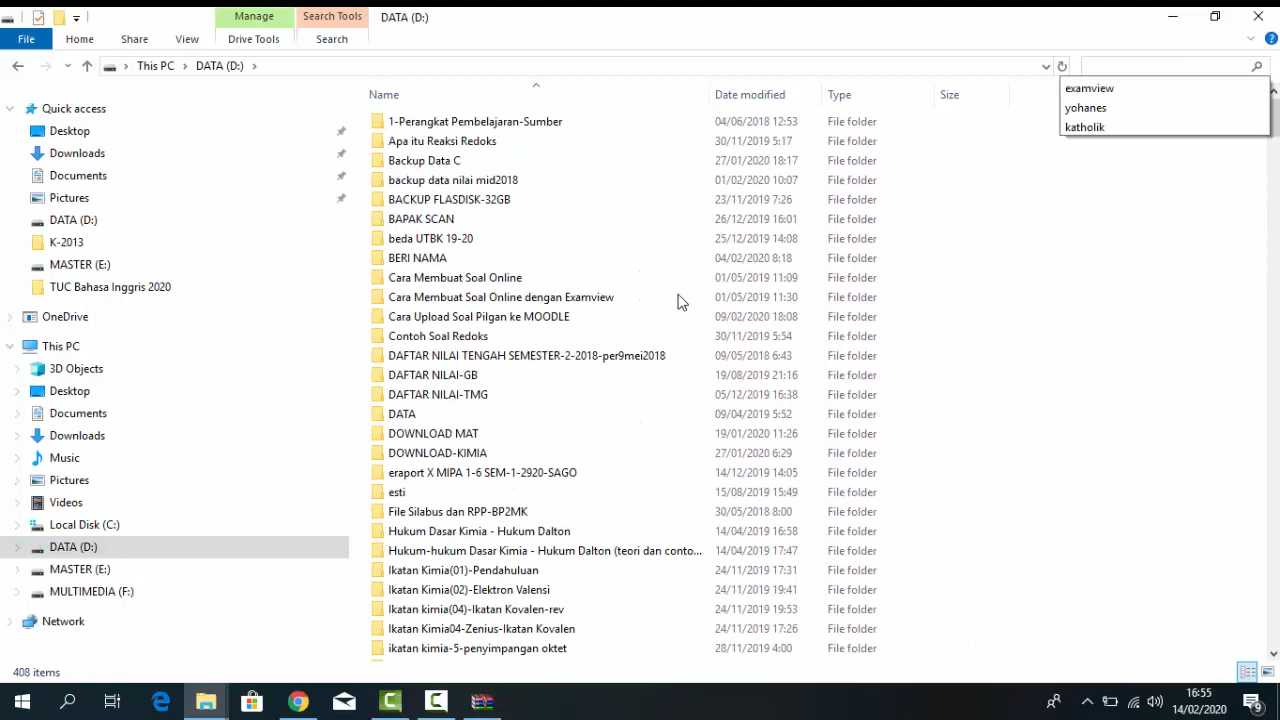 Manage
Search Tools
DATA (D:)
File
Home
Share
View
Drive Tools
Search
This PC
DATA (D:)
examview
yohanes
katholik
Name
Date modified
Type
Size
Quick access
Desktop
Downloads
Documents
Pictures
DATA (D:)
K-2013
MASTER (E:)
TUC Bahasa Inggris 2020
OneDrive
This PC
3D Objects
Desktop
Documents
Downloads
Music
Pictures
Videos
Local Disk (C:)
DATA (D:)
MASTER (E:)
MULTIMEDIA (F:)
Network
1-Perangkat Pembelajaran-Sumber 04/06/2018 12:53 File folder
Apa itu Reaksi Redoks 30/11/2019 5:17 File folder
Backup Data C 27/01/2020 18:17 File folder
backup data nilai mid2018 01/02/2020 10:07 File folder
BACKUP FLASDISK-32GB 23/11/2019 7:26 File folder
BAPAK SCAN 26/12/2019 16:01 File folder
beda UTBK 19-20 25/12/2019 14:08 File folder
BERI NAMA 04/02/2020 8:18 File folder
Cara Membuat Soal Online 01/05/2019 11:09 File folder
Cara Membuat Soal Online dengan Examview 01/05/2019 11:30 File folder
Cara Upload Soal Pilgan ke MOODLE 09/02/2020 18:08 File folder
Contoh Soal Redoks 30/11/2019 5:54 File folder
DAFTAR NILAI TENGAH SEMESTER-2-2018-per9mei2018 09/05/2018 6:43 File folder
DAFTAR NILAI-GB 19/08/2019 21:16 File folder
DAFTAR NILAI-TMG 05/12/2019 16:38 File folder
DATA 09/04/2019 5:52 File folder
DOWNLOAD MAT 19/01/2020 11:26 File folder
DOWNLOAD-KIMIA 27/01/2020 6:29 File folder
eraport X MIPA 1-6 SEM-1-2920-SAGO 14/12/2019 14:05 File folder
esti 15/08/2019 15:49 File folder
File Silabus dan RPP-BP2MK 30/05/2018 8:00 File folder
Hukum Dasar Kimia - Hukum Dalton 14/04/2019 16:58 File folder
Hukum-hukum Dasar Kimia - Hukum Dalton (teori dan conto... 14/04/2019 17:47 File folder
Ikatan Kimia(01)-Pendahuluan 24/11/2019 17:31 File folder
Ikatan Kimia(02)-Elektron Valensi 24/11/2019 19:41 File folder
Ikatan kimia(04)-Ikatan Kovalen-rev 24/11/2019 19:53 File folder
Ikatan Kimia04-Zenius-Ikatan Kovalen 24/11/2019 17:26 File folder
ikatan kimia-5-penyimpangan oktet 28/11/2019 4:00 File folder
408 items
16:55
14/02/2020
9